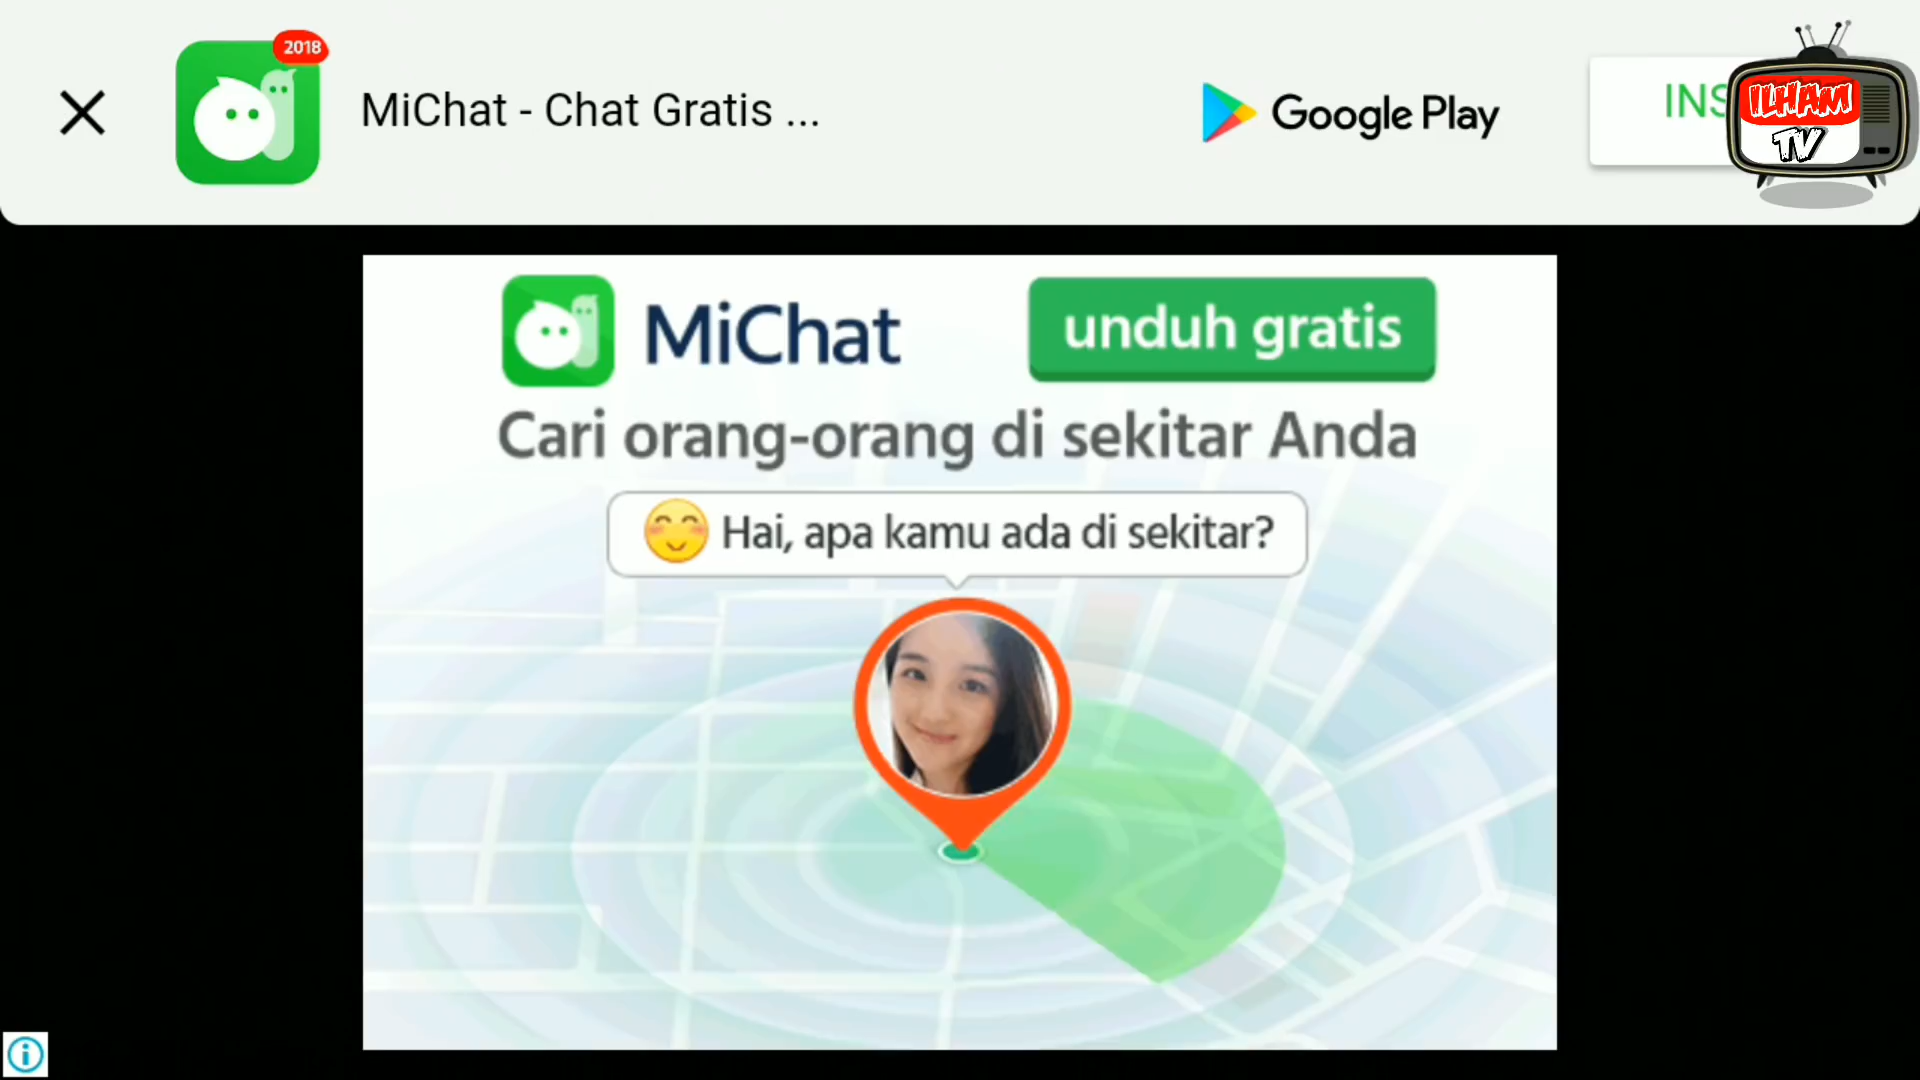 2018
MiChat - Chat Gratis ...
Google Play
INS
ILHAM
TV
MiChat
unduh gratis
Cari orang-orang di sekitar Anda
Hai, apa kamu ada di sekitar?